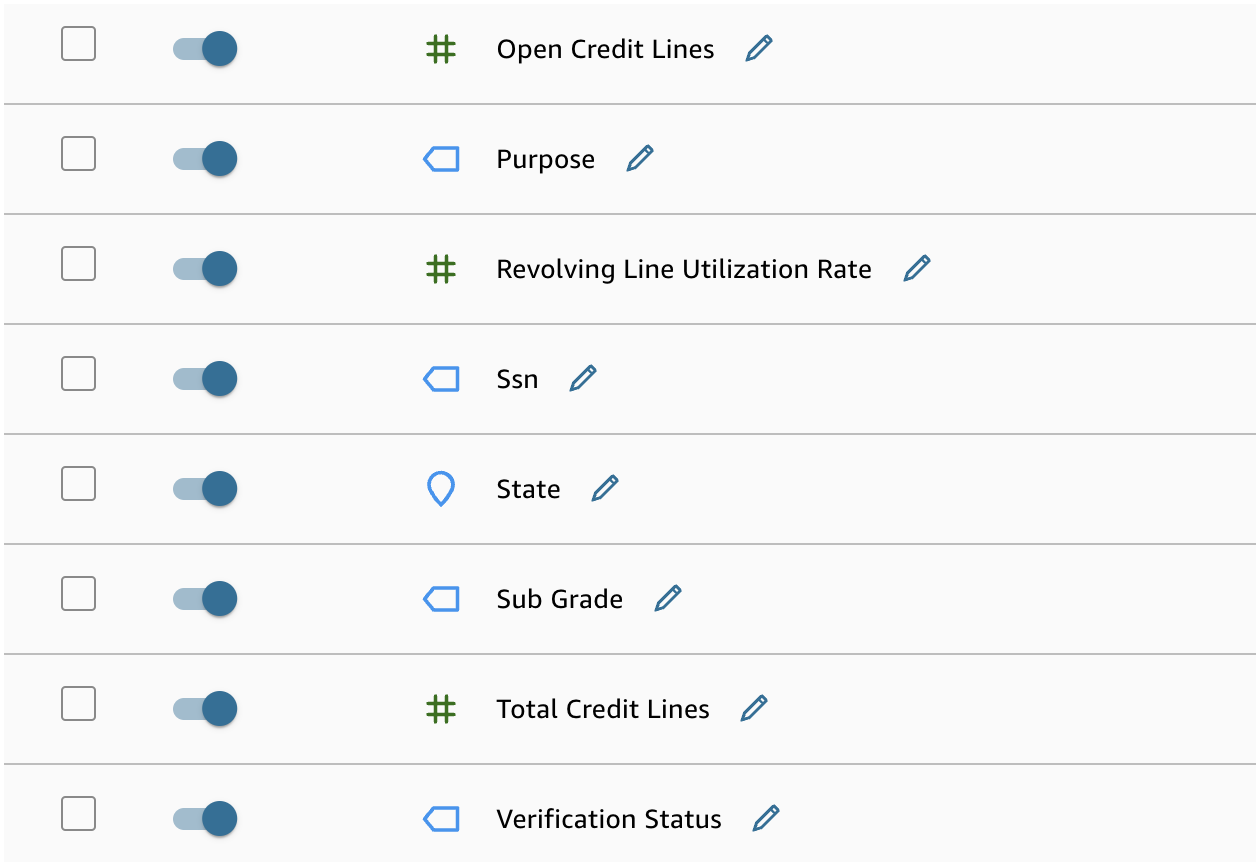 Open Credit Lines
Purpose
Revolving Line Utilization Rate
Ssn
State
Sub Grade
Total Credit Lines
Verification Status